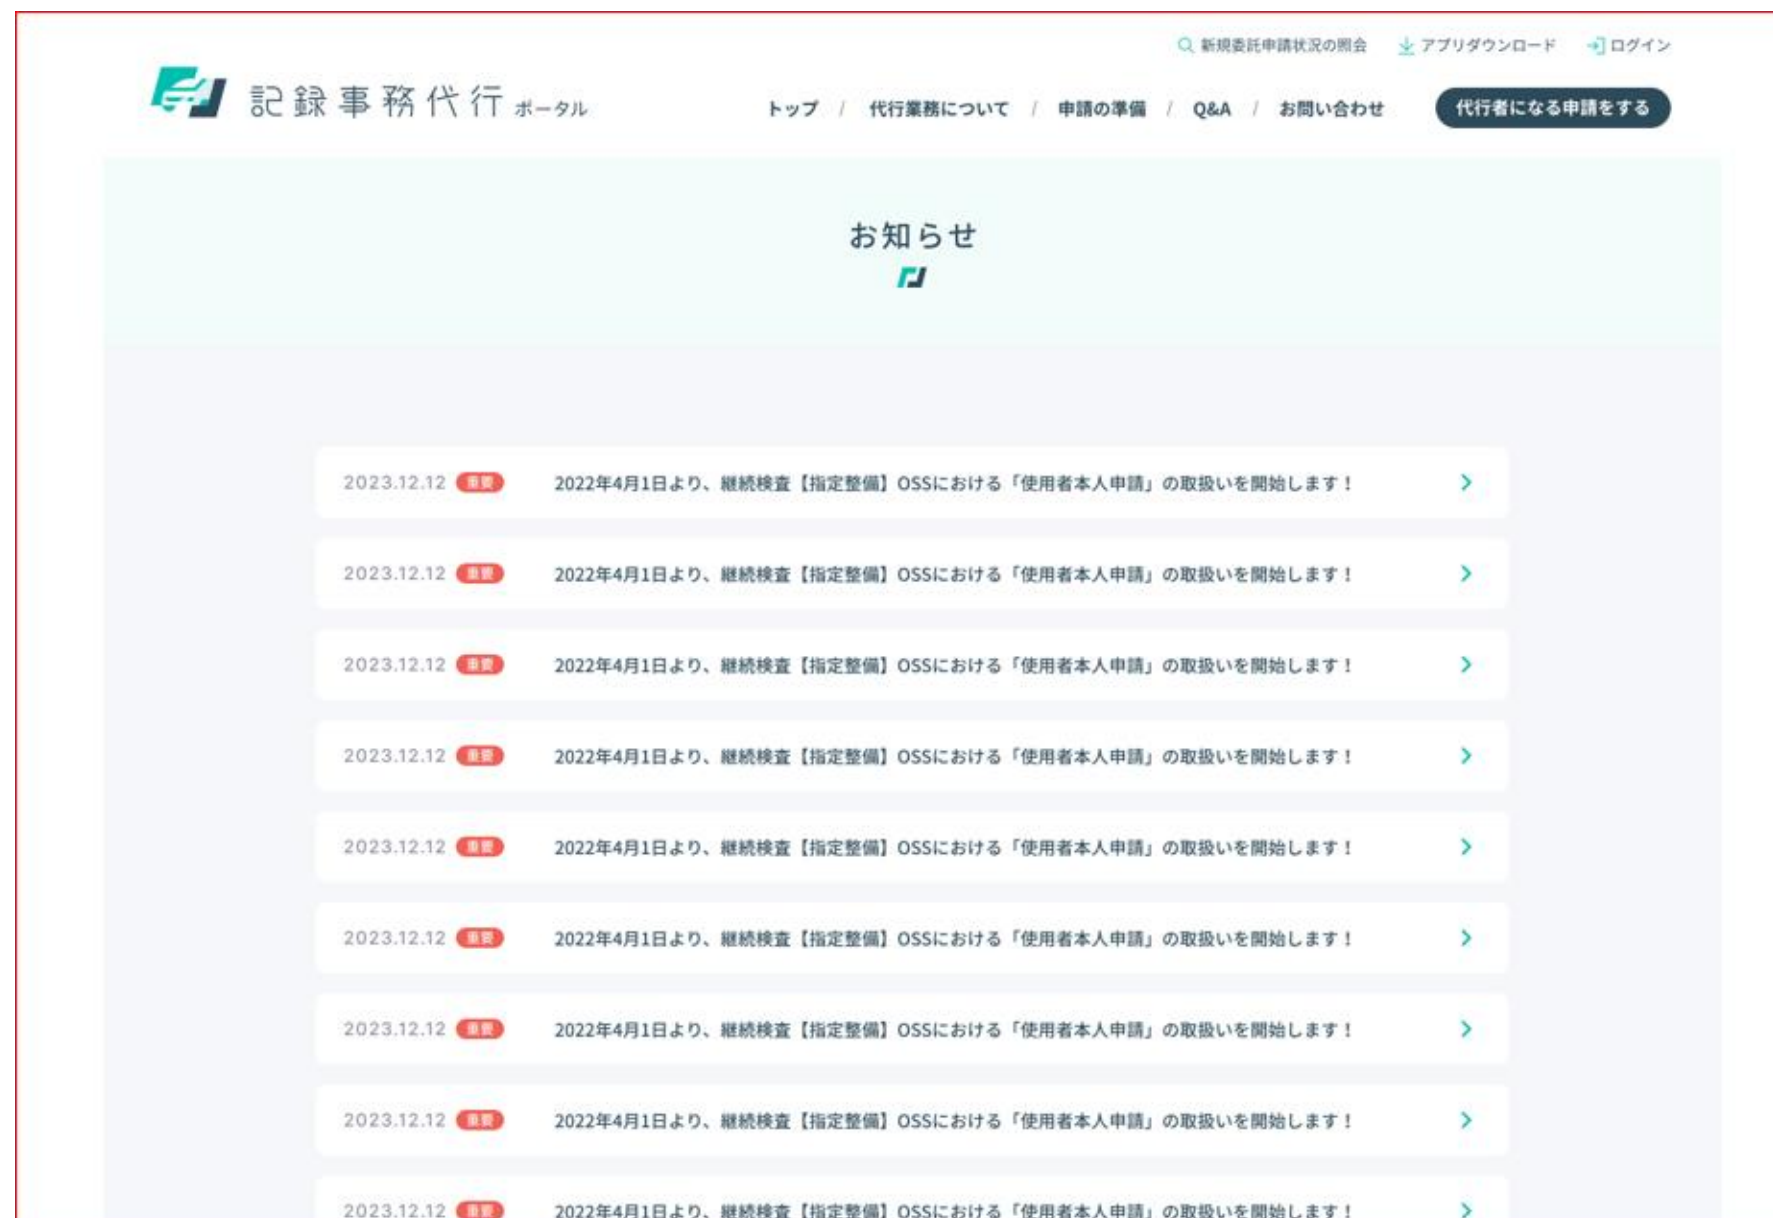 新規委託申請状況の照会 アプリダウンロード ログイン
記録事務代行 ポータル
トップ / 代行業務について / 申請の準備 / Q&A / お問い合わせ 代行者になる申請をする
お知らせ
2023.12.12 重要 2022年4月1日より、継続検査【指定整備】OSSにおける「使用者本人申請」の取扱いを開始します！
2023.12.12 重要 2022年4月1日より、継続検査【指定整備】OSSにおける「使用者本人申請」の取扱いを開始します！
2023.12.12 重要 2022年4月1日より、継続検査【指定整備】OSSにおける「使用者本人申請」の取扱いを開始します！
2023.12.12 重要 2022年4月1日より、継続検査【指定整備】OSSにおける「使用者本人申請」の取扱いを開始します！
2023.12.12 重要 2022年4月1日より、継続検査【指定整備】OSSにおける「使用者本人申請」の取扱いを開始します！
2023.12.12 重要 2022年4月1日より、継続検査【指定整備】OSSにおける「使用者本人申請」の取扱いを開始します！
2023.12.12 重要 2022年4月1日より、継続検査【指定整備】OSSにおける「使用者本人申請」の取扱いを開始します！
2023.12.12 重要 2022年4月1日より、継続検査【指定整備】OSSにおける「使用者本人申請」の取扱いを開始します！
2023.12.12 重要 2022年4月1日より、継続検査【指定整備】OSSにおける「使用者本人申請」の取扱いを開始します！